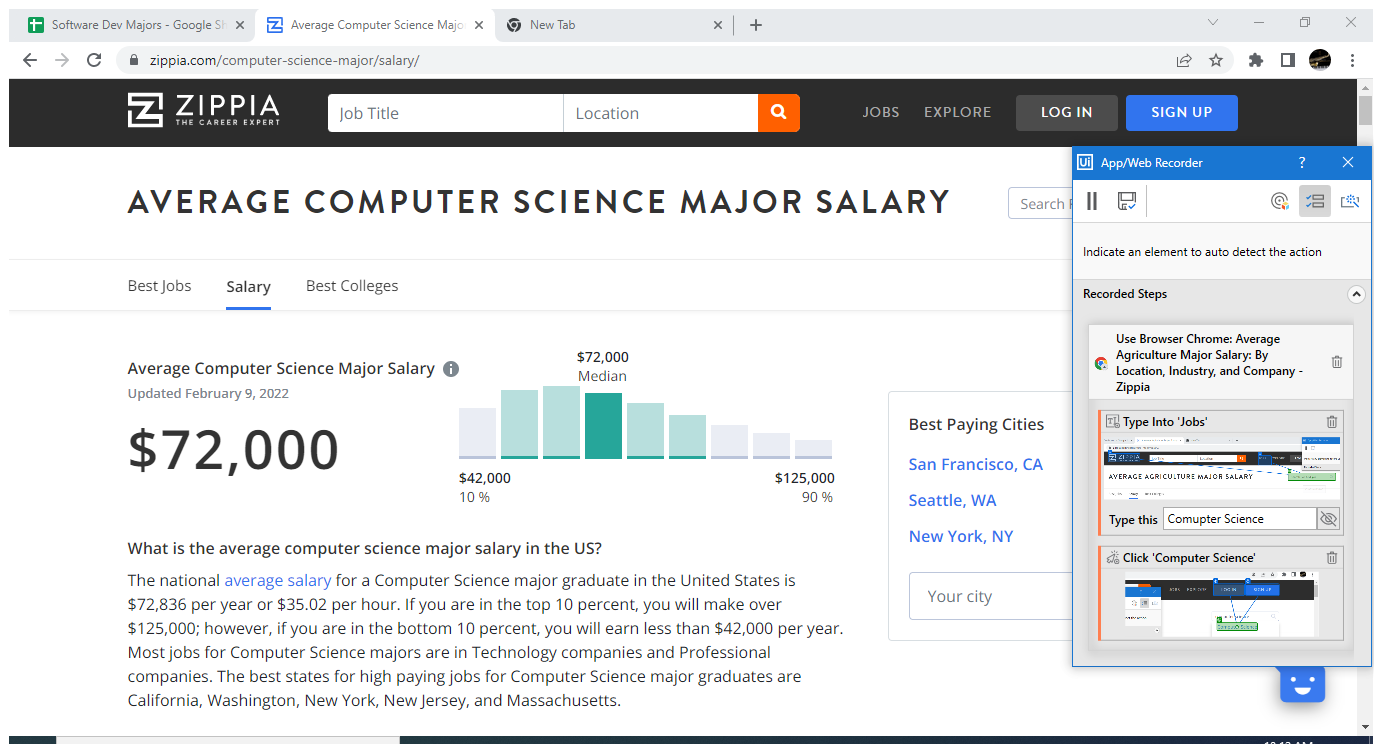 Software Dev Majors - Google Sh
Average Computer Science Majo
New Tab
zippia.com/computer-science-major/salary/
ZIPPIA
THE CAREER EXPERT
Job Title
Location
JOBS
EXPLORE
LOG IN
SIGN UP
Ui App/Web Recorder
?
AVERAGE COMPUTER SCIENCE MAJOR SALARY
Search
Indicate an element to auto detect the action
Best Jobs
Salary
Best Colleges
Recorded Steps
Average Computer Science Major Salary
Updated February 9, 2022
$72,000
$72,000
Median
$42,000
10 %
$125,000
90 %
Best Paying Cities
San Francisco, CA
Seattle, WA
New York, NY
Your city
Use Browser Chrome: Average
Agriculture Major Salary: By
Location, Industry, and Company -
Zippia
Type Into 'Jobs'
AVERAGE AGRICULTURE MAJOR SALARY
Type this
Comupter Science
Click 'Computer Science'
JOBS
EXPLORE
LOG IN
SIGN UP
Computer Science
What is the average computer science major salary in the US?
The national average salary for a Computer Science major graduate in the United States is
$72,836 per year or $35.02 per hour. If you are in the top 10 percent, you will make over
$125,000; however, if you are in the bottom 10 percent, you will earn less than $42,000 per year.
Most jobs for Computer Science majors are in Technology companies and Professional
companies. The best states for high paying jobs for Computer Science major graduates are
California, Washington, New York, New Jersey, and Massachusetts.